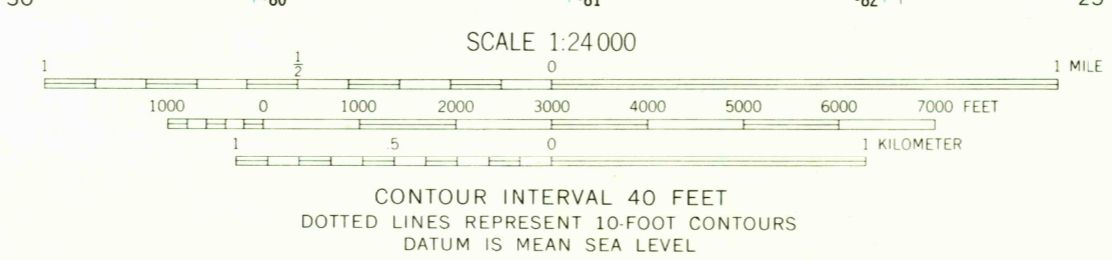 SCALE 1:24 000
1 1/2 0 1 MILE
1000 0 1000 2000 3000 4000 5000 6000 7000 FEET
1 .5 0 1 KILOMETER
CONTOUR INTERVAL 40 FEET
DOTTED LINES REPRESENT 10-FOOT CONTOURS
DATUM IS MEAN SEA LEVEL